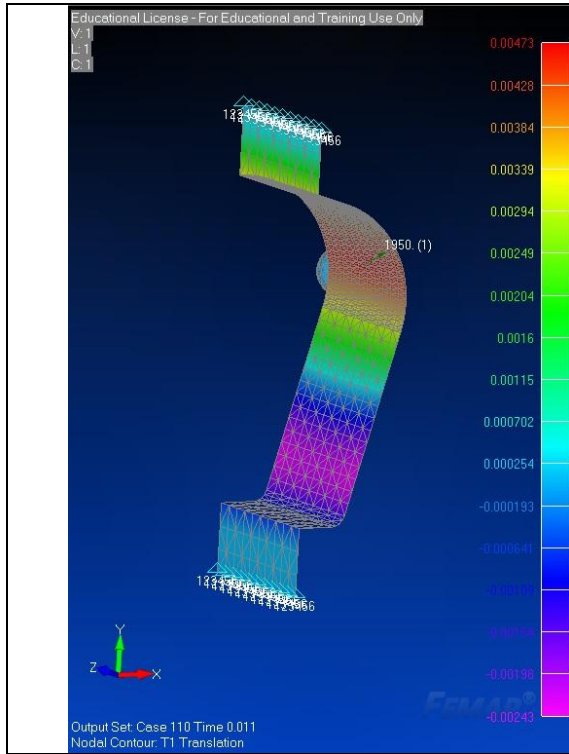 Educational License - For Educational and Training Use Only
V: 1
L: 1
C: 1
0.00473
0.00428
0.00384
0.00339
0.00294
0.00249
0.00204
0.0016
0.00115
0.000702
0.000254
-0.000193
-0.000641
-0.00198
-0.00243
1950. (1)
Y
Z
X
FEMAP®
Output Set: Case 110 Time 0.011
Nodal Contour: T1 Translation